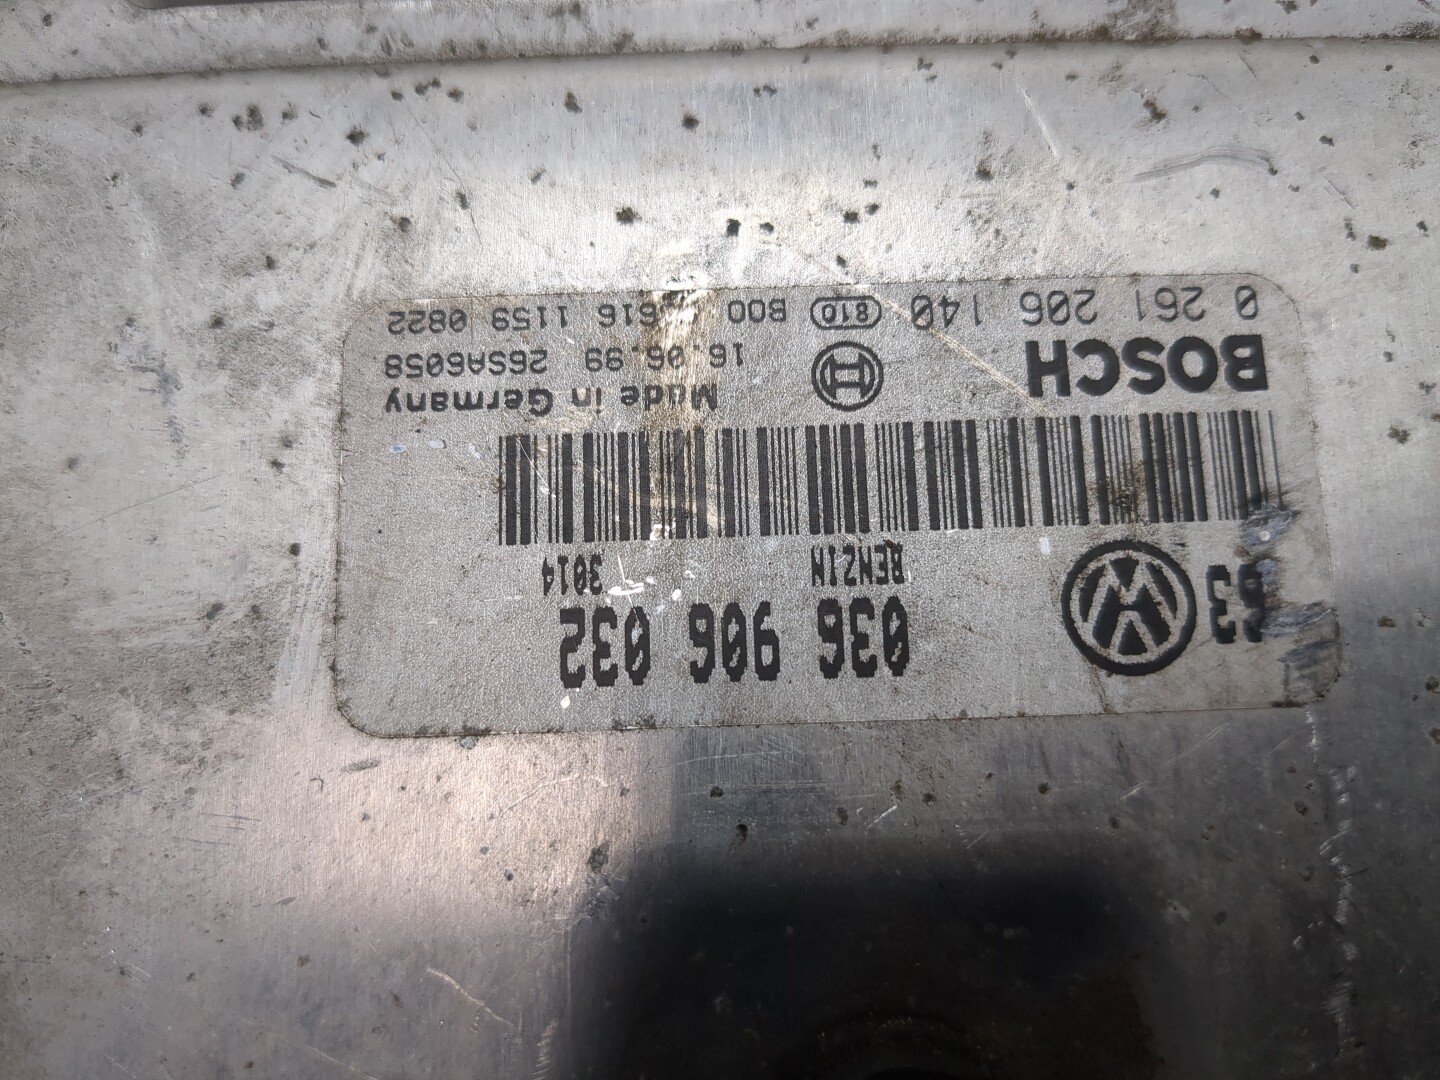 63 036 906 032
BENZIN 3014
BOSCH Made in Germany
16.06.99 26SA6058
0 261 206 140 810 B00 616 1159 0822